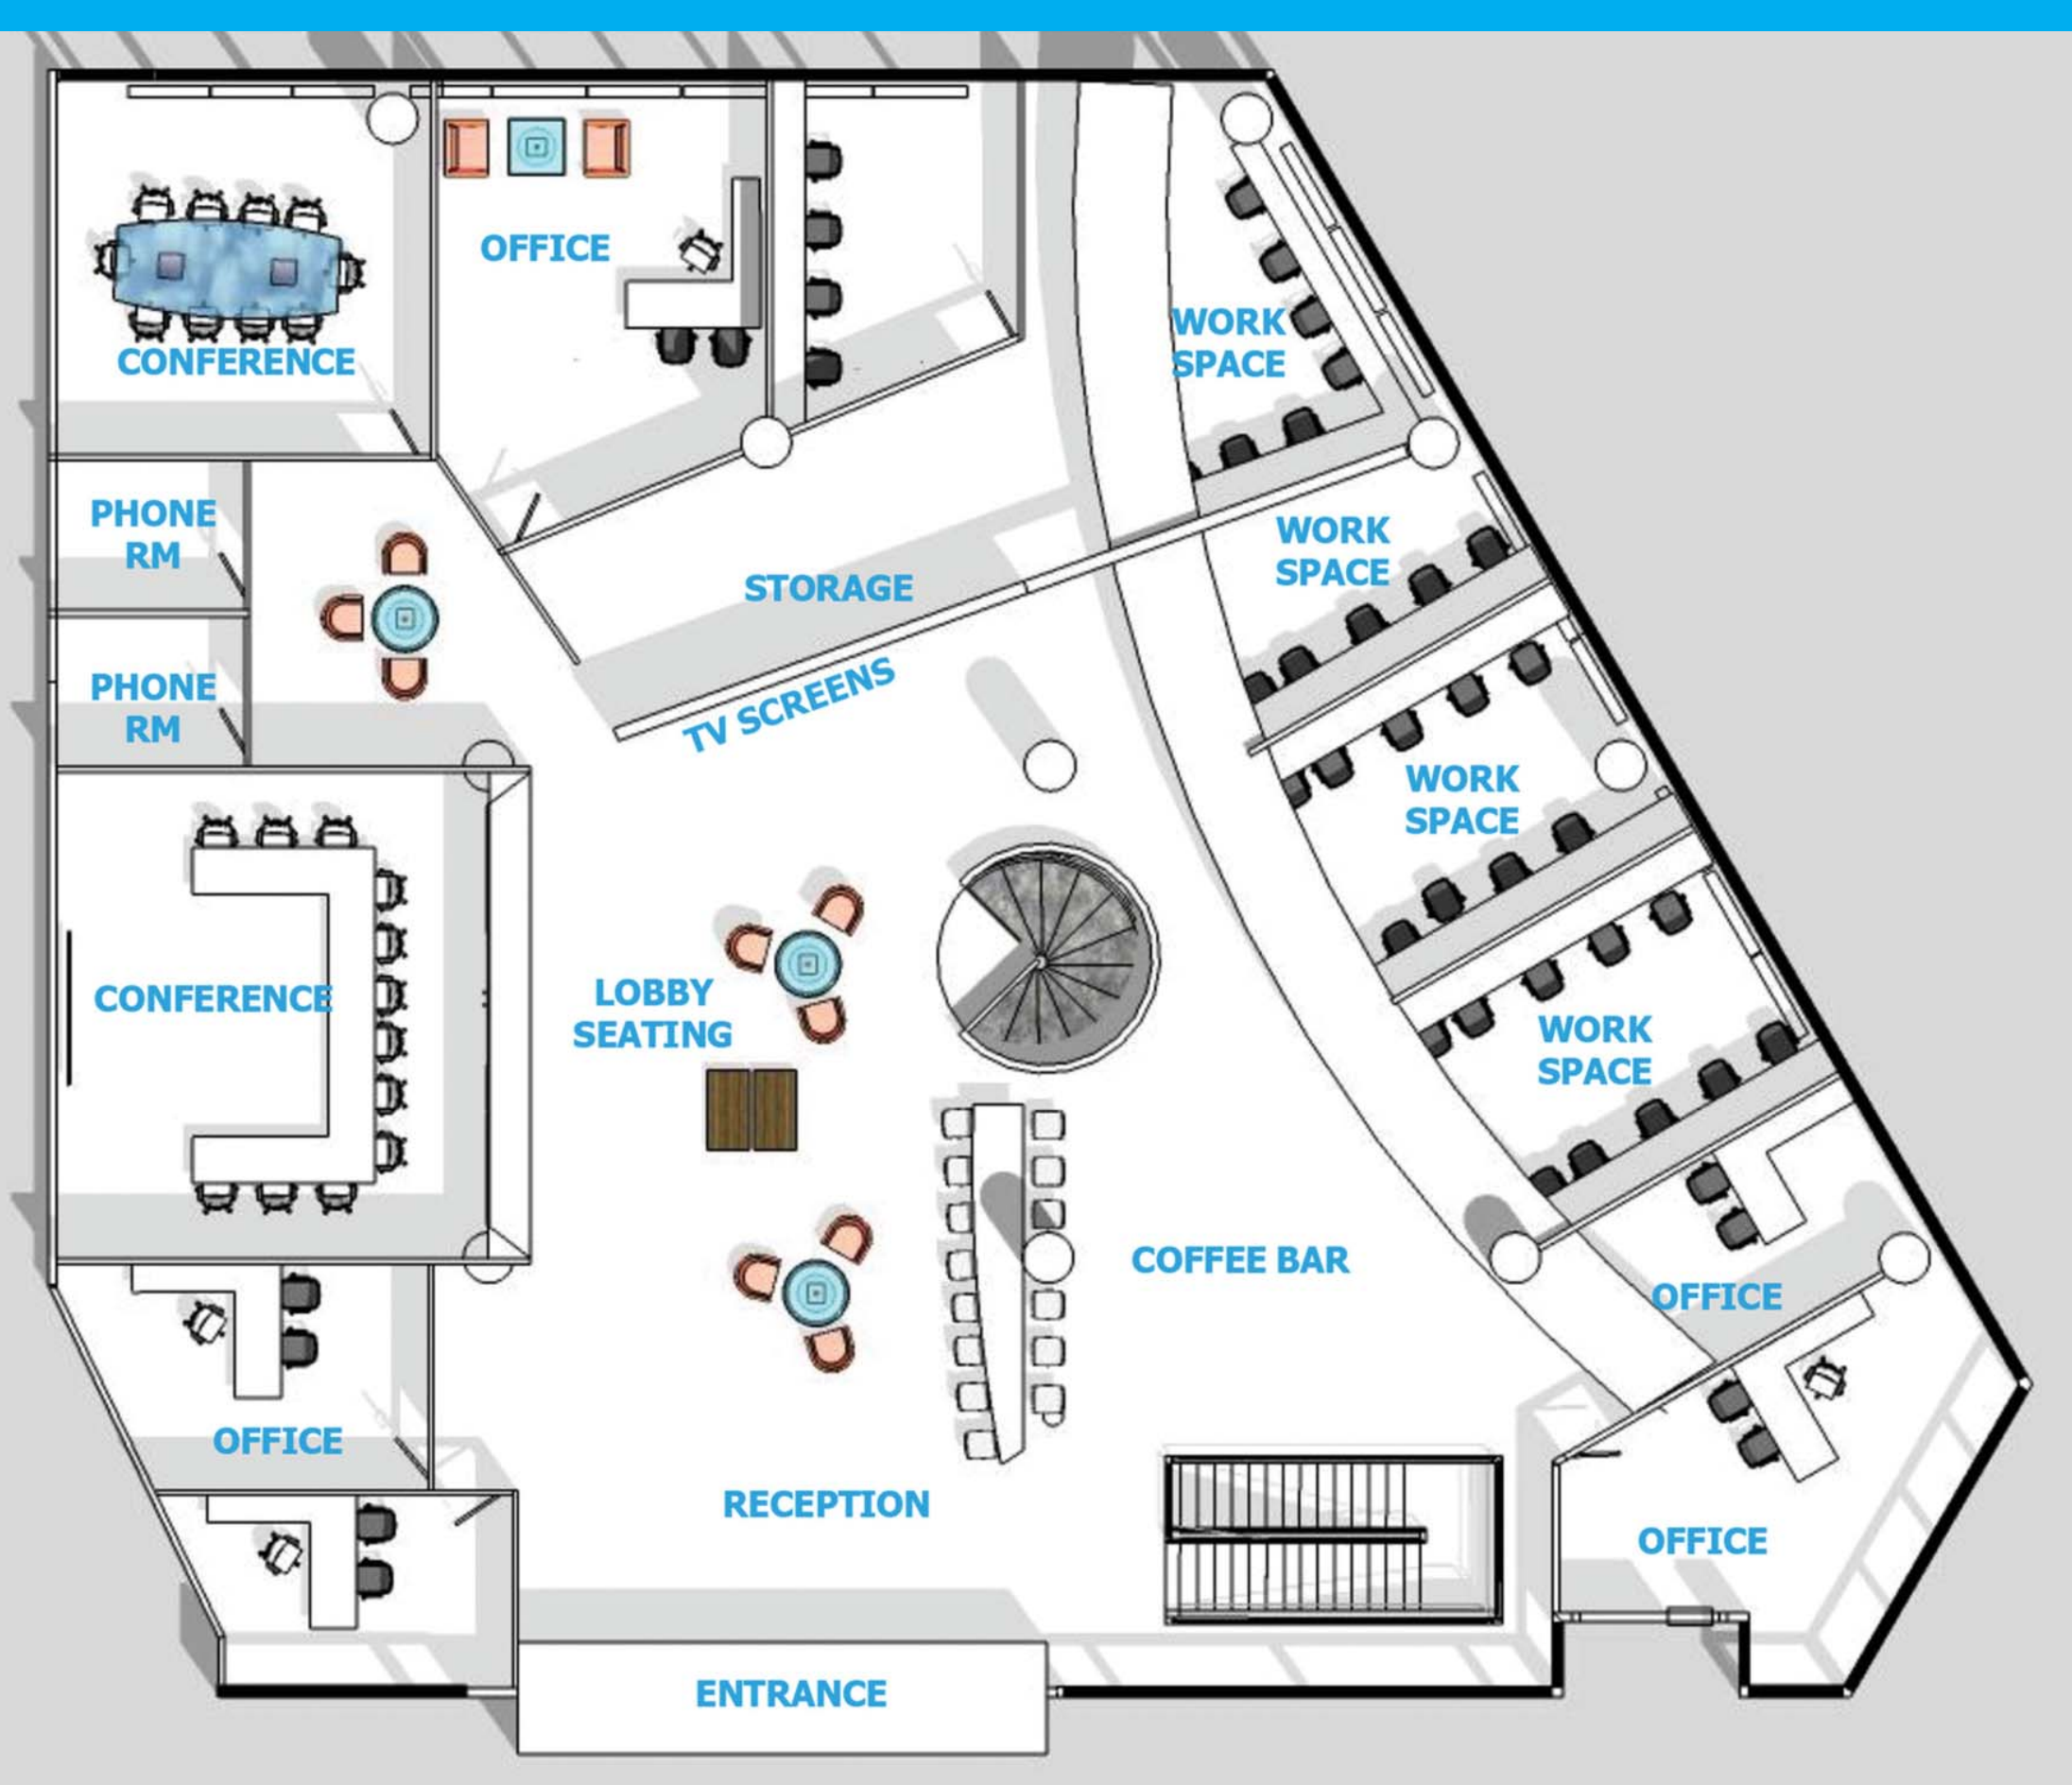 OFFICE
CONFERENCE
WORK
SPACE
PHONE
RM
WORK
SPACE
STORAGE
PHONE
RM
TV SCREENS
WORK
SPACE
CONFERENCE
LOBBY
SEATING
WORK
SPACE
COFFEE BAR
OFFICE
OFFICE
RECEPTION
OFFICE
ENTRANCE